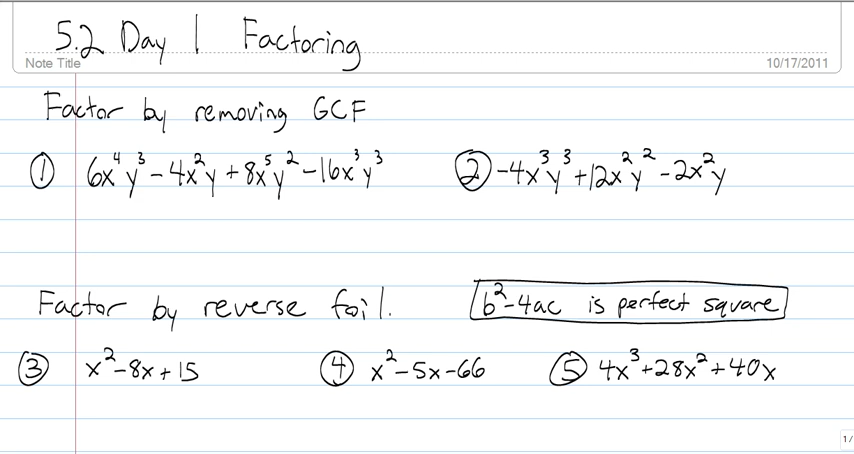 5.2 Day 1 Factoring
Note Title 10/17/2011
Factor by removing GCF
① 6x⁴y³ - 4x²y + 8x⁵y² - 16x³y³ ② -4x³y³ + 12x²y² - 2x²y
Factor by reverse foil. b² - 4ac is perfect square
③ x² - 8x + 15 ④ x² - 5x - 66 ⑤ 4x³ + 28x² + 40x
1/